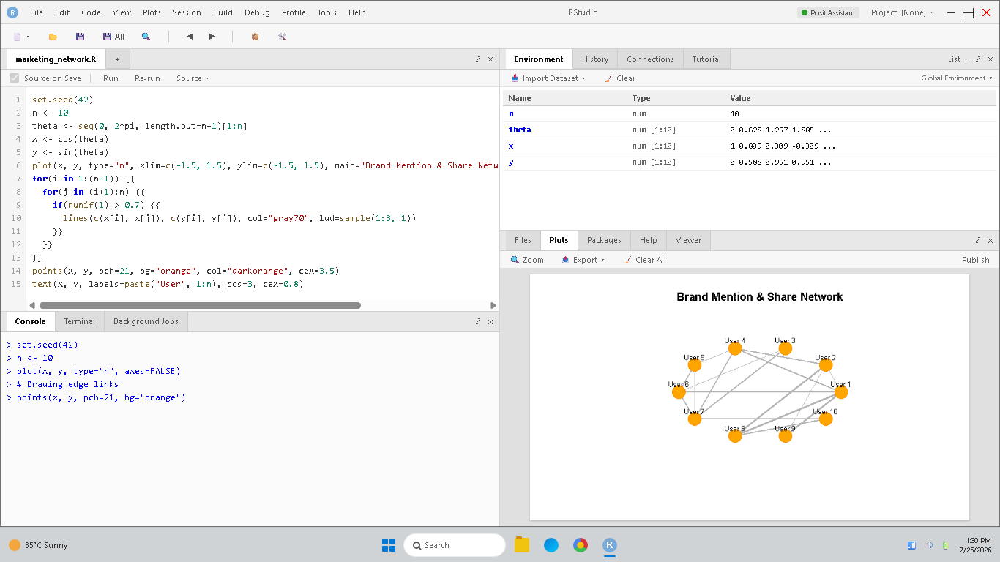 R File Edit Code View Plots Session Build Debug Profile Tools Help RStudio Posit Assistant Project: (None)
All
marketing_network.R +
Source on Save Run Re-run Source
1 set.seed(42)
2 n <- 10
3 theta <- seq(0, 2*pi, length.out=n+1)[1:n]
4 x <- cos(theta)
5 y <- sin(theta)
6 plot(x, y, type="n", xlim=c(-1.5, 1.5), ylim=c(-1.5, 1.5), main="Brand Mention & Share Netw
7 for(i in 1:(n-1)) {{
8 for(j in (i+1):n) {{
9 if(runif(1) > 0.7) {{
10 lines(c(x[i], x[j]), c(y[i], y[j]), col="gray70", lwd=sample(1:3, 1))
11 }}
12 }}
13 }}
14 points(x, y, pch=21, bg="orange", col="darkorange", cex=3.5)
15 text(x, y, labels=paste("User", 1:n), pos=3, cex=0.8)
Console Terminal Background Jobs
> set.seed(42)
> n <- 10
> plot(x, y, type="n", axes=FALSE)
> # Drawing edge links
> points(x, y, pch=21, bg="orange")
Environment History Connections Tutorial List
Import Dataset Clear Global Environment
Name Type Value
n num 10
theta num [1:10] 0 0.628 1.257 1.885 ...
x num [1:10] 1 0.809 0.309 -0.309 ...
y num [1:10] 0 0.588 0.951 0.951 ...
Files Plots Packages Help Viewer
Zoom Export Clear All Publish
Brand Mention & Share Network
User 4 User 3
User 5 User 2
User 6 User 1
User 7 User 10
User 8 User 9
35°C Sunny Search R 1:30 PM
7/26/2026